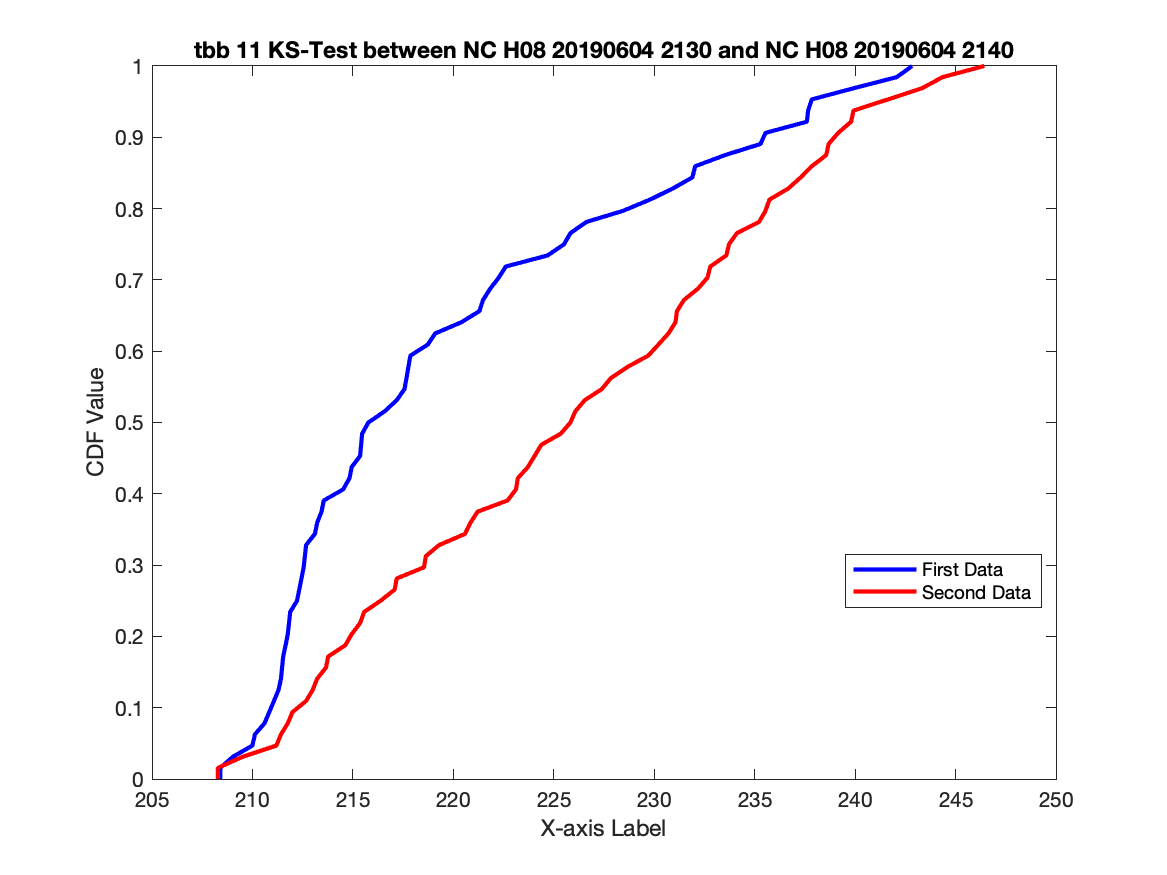 tbb 11 KS-Test between NC H08 20190604 2130 and NC H08 20190604 2140
1
0.9
0.8
0.7
0.6
0.5
0.4
0.3
0.2
0.1
0
CDF Value
First Data
Second Data
205 210 215 220 225 230 235 240 245 250
X-axis Label